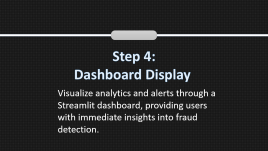 Step 4:
Dashboard Display
Visualize analytics and alerts through a
Streamlit dashboard, providing users
with immediate insights into fraud
detection.